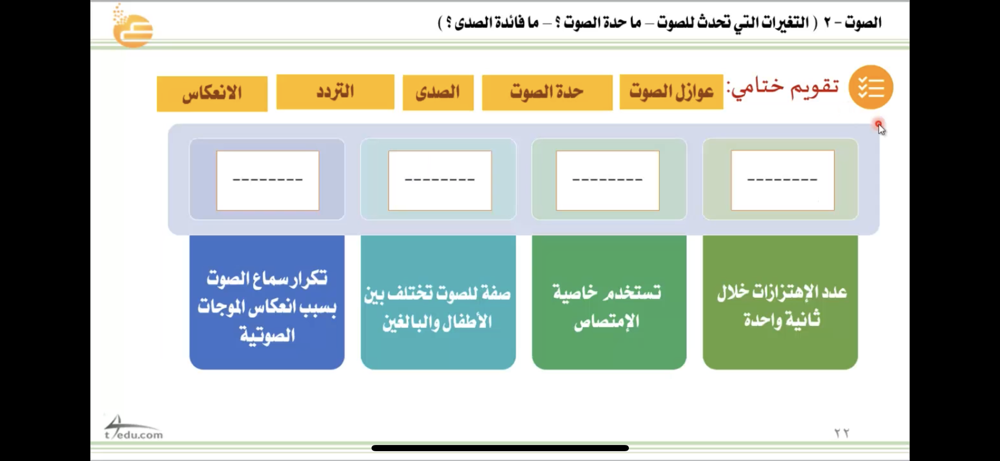 الصوت – ٢ ( التغيرات التي تحدث للصوت – ما حدة الصوت ؟ – ما فائدة الصدى ؟ )
تقويم ختامي:
عوازل الصوت
حدة الصوت
الصدى
التردد
الانعكاس
--------
--------
--------
--------
عدد الإهتزازات خلال
ثانية واحدة
تستخدم خاصية
الإمتصاص
صفة للصوت تختلف بين
الأطفال والبالغين
تكرار سماع الصوت
بسبب انعكاس الموجات
الصوتية
t4edu.com
٢٢